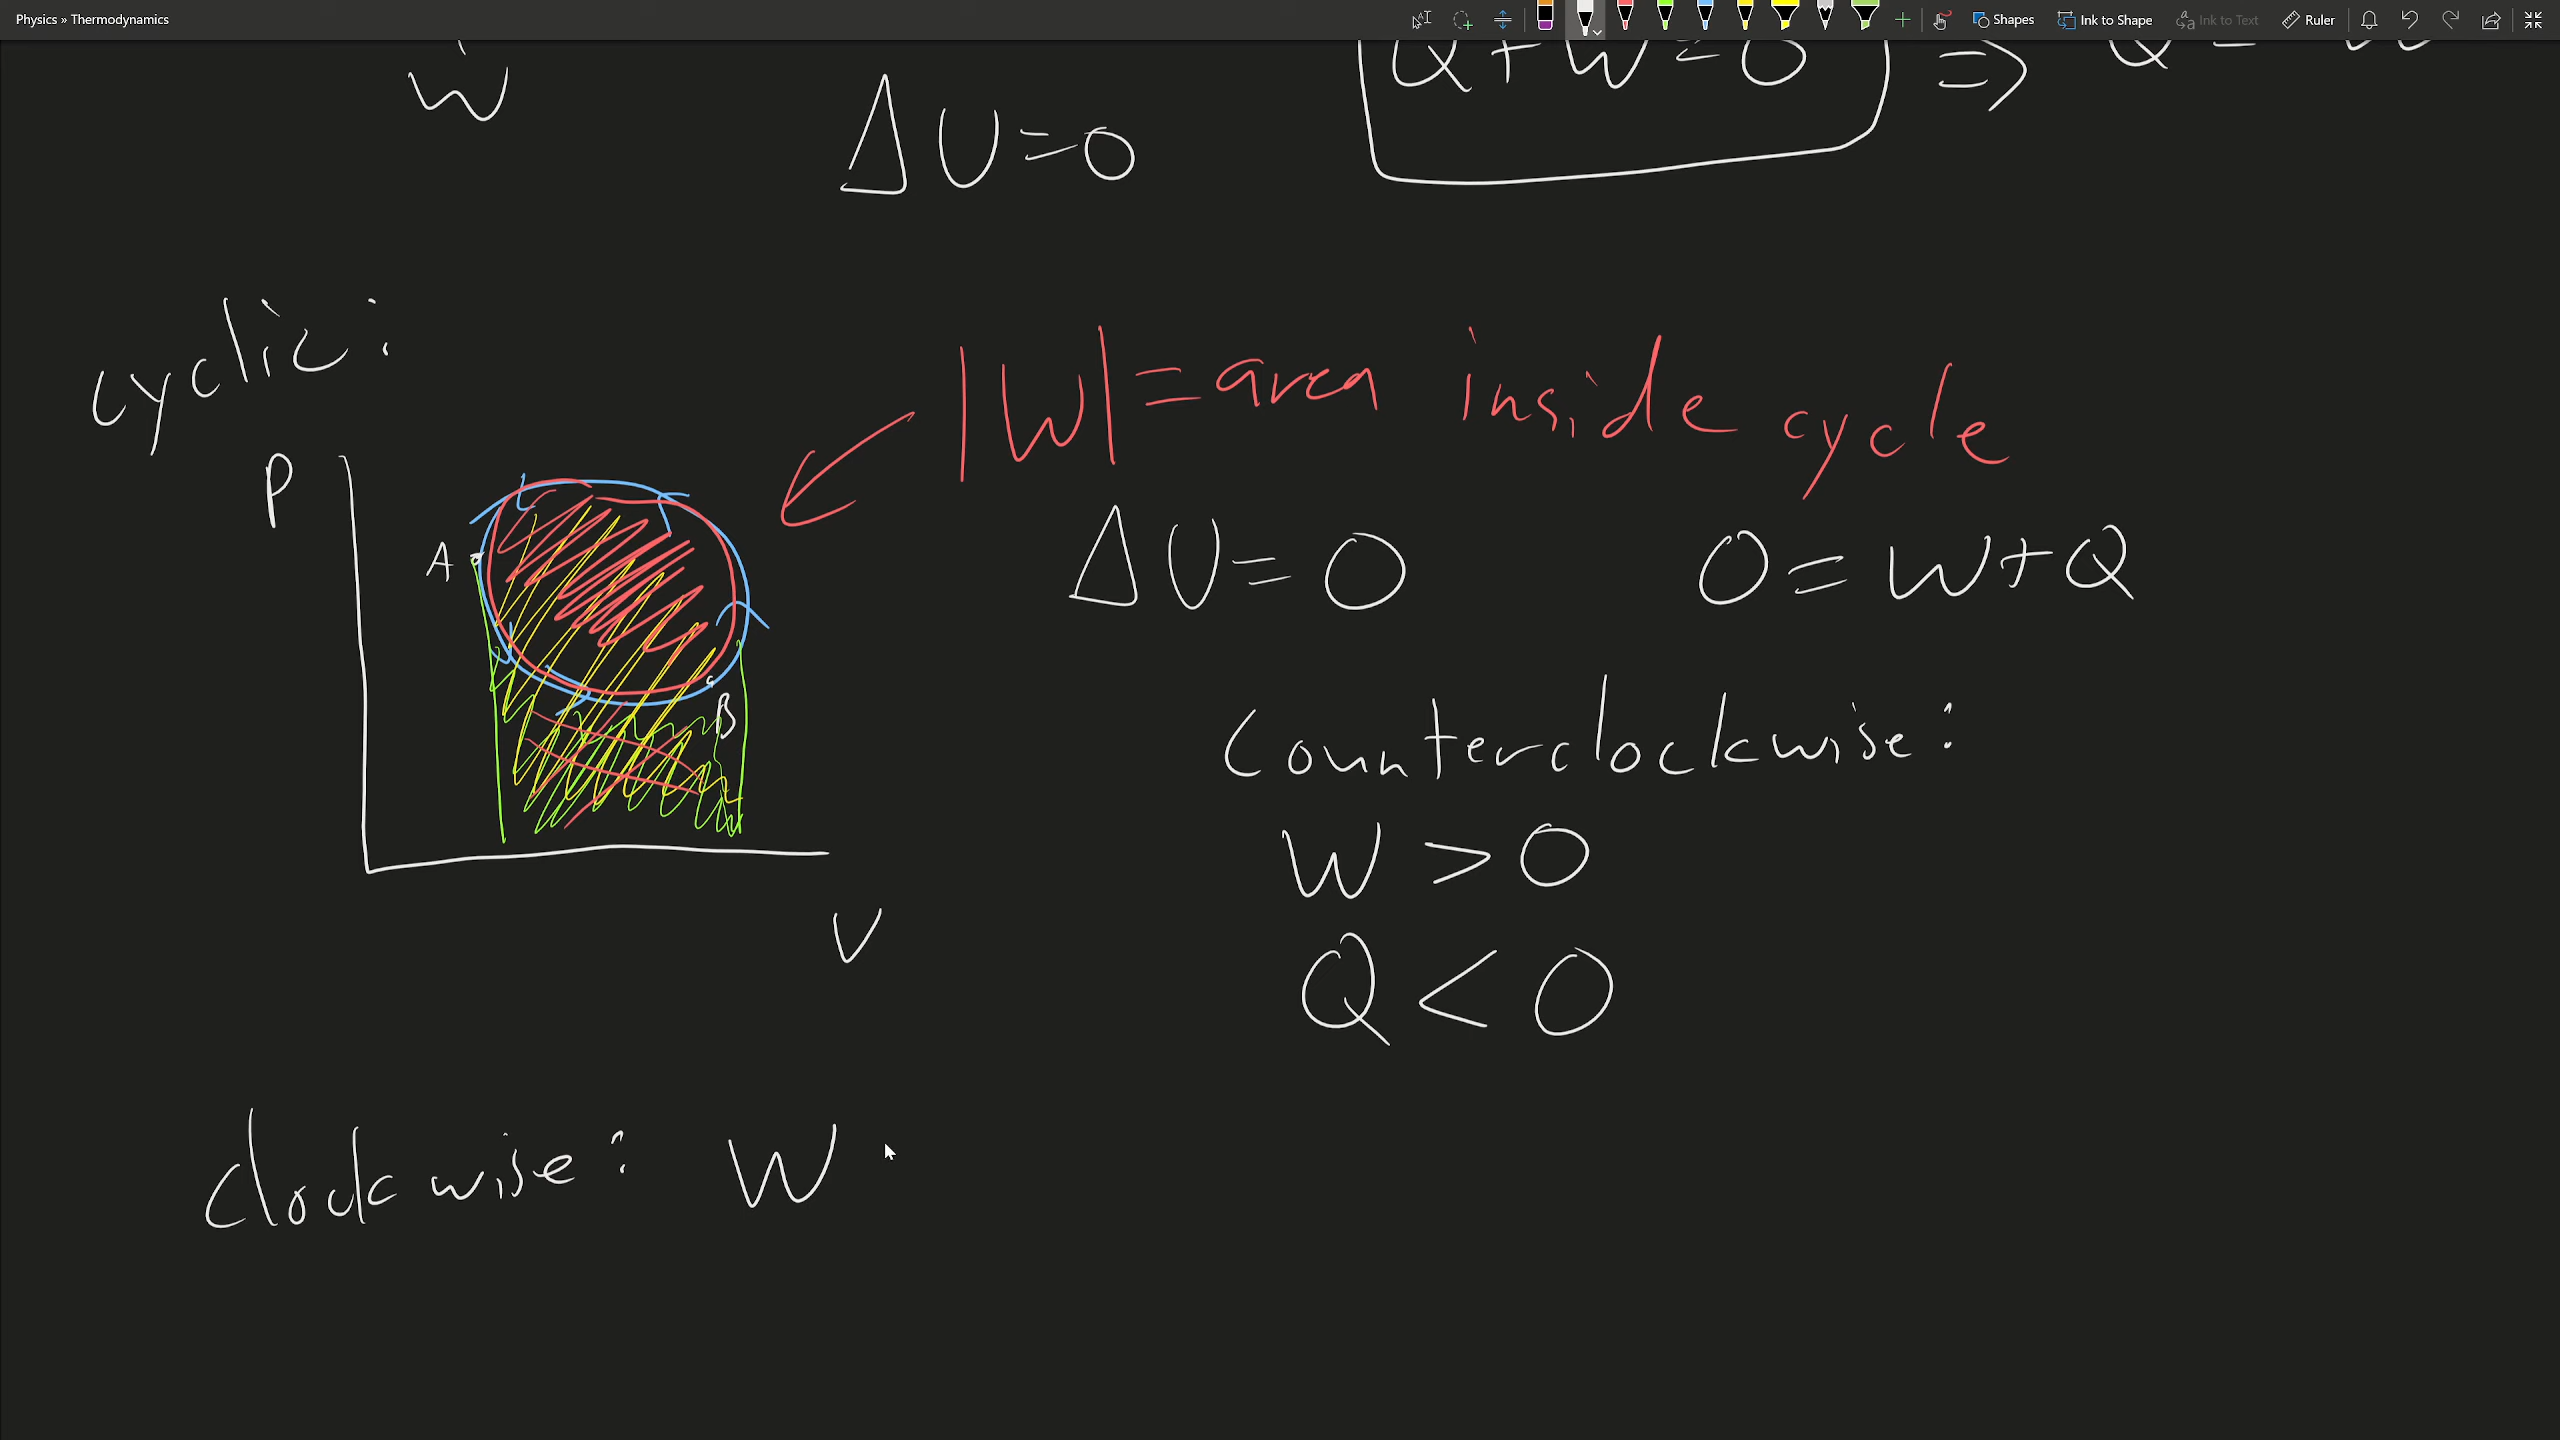 Physics » Thermodynamics
Shapes
Ink to Shape
Ink to Text
Ruler
W
ΔU=0
Q+W=0 ⇒ Q=-W
cyclic:
|W|=area inside cycle
P
A
B
V
ΔU=0
0=W+Q
Counterclockwise:
W>0
Q<0
Clockwise: W